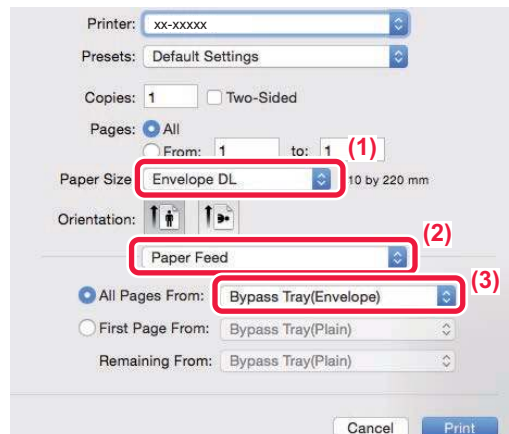 Printer: xx-xxxxx
Presets: Default Settings
Copies: 1 Two-Sided
Pages: All
From: 1 to: 1 (1)
Paper Size Envelope DL 10 by 220 mm
Orientation:
(2)
Paper Feed
(3)
All Pages From: Bypass Tray(Envelope)
First Page From: Bypass Tray(Plain)
Remaining From: Bypass Tray(Plain)
Cancel Print